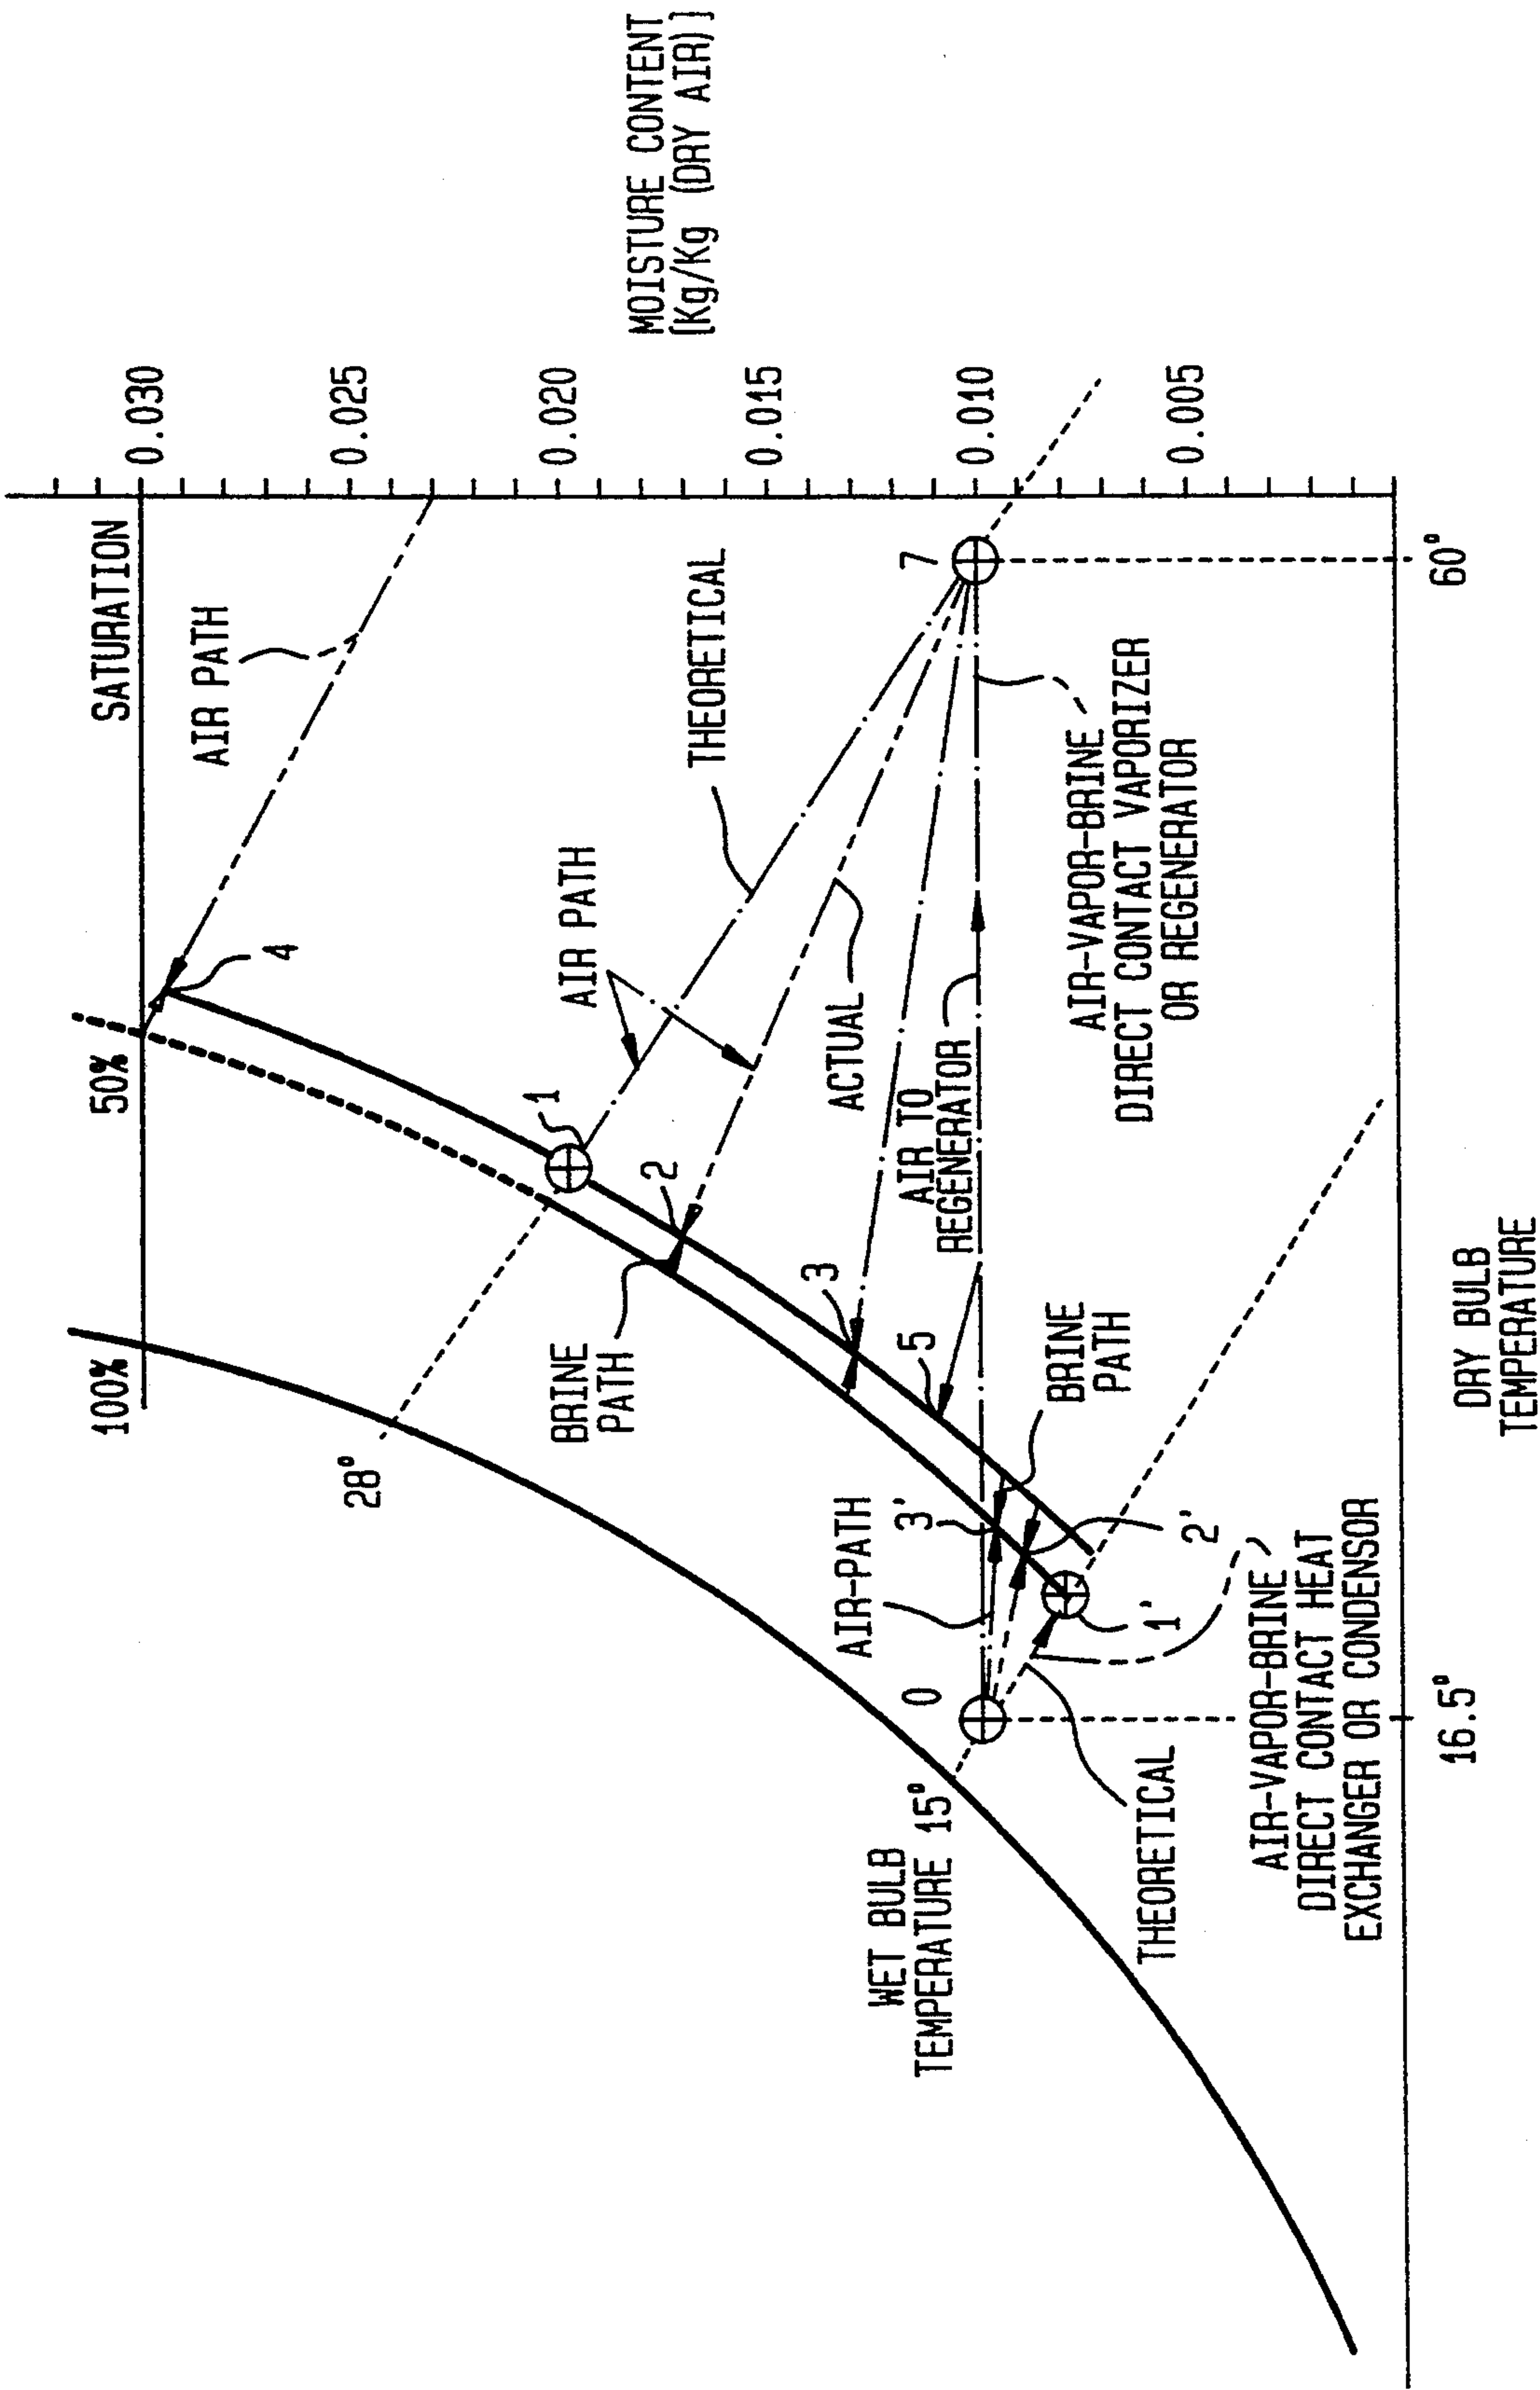 100%
50%
SATURATION
AIR PATH
4
0.030
0.025
0.020
0.015
0.010
0.005
MOISTURE CONTENT
[Kg/Kg (DRY AIR)]
28°
BRINE
PATH
1
2
3
5
AIR PATH
THEORETICAL
ACTUAL
7
AIR TO
REGENERATOR
AIR-VAPOR-BRINE
DIRECT CONTACT VAPORIZER
OR REGENERATOR
WET BULB
TEMPERATURE 15°
0
AIR-PATH
3'
BRINE
PATH
2'
1'
THEORETICAL
AIR-VAPOR-BRINE
DIRECT CONTACT HEAT
EXCHANGER OR CONDENSOR
16.5°
60°
DRY BULB
TEMPERATURE